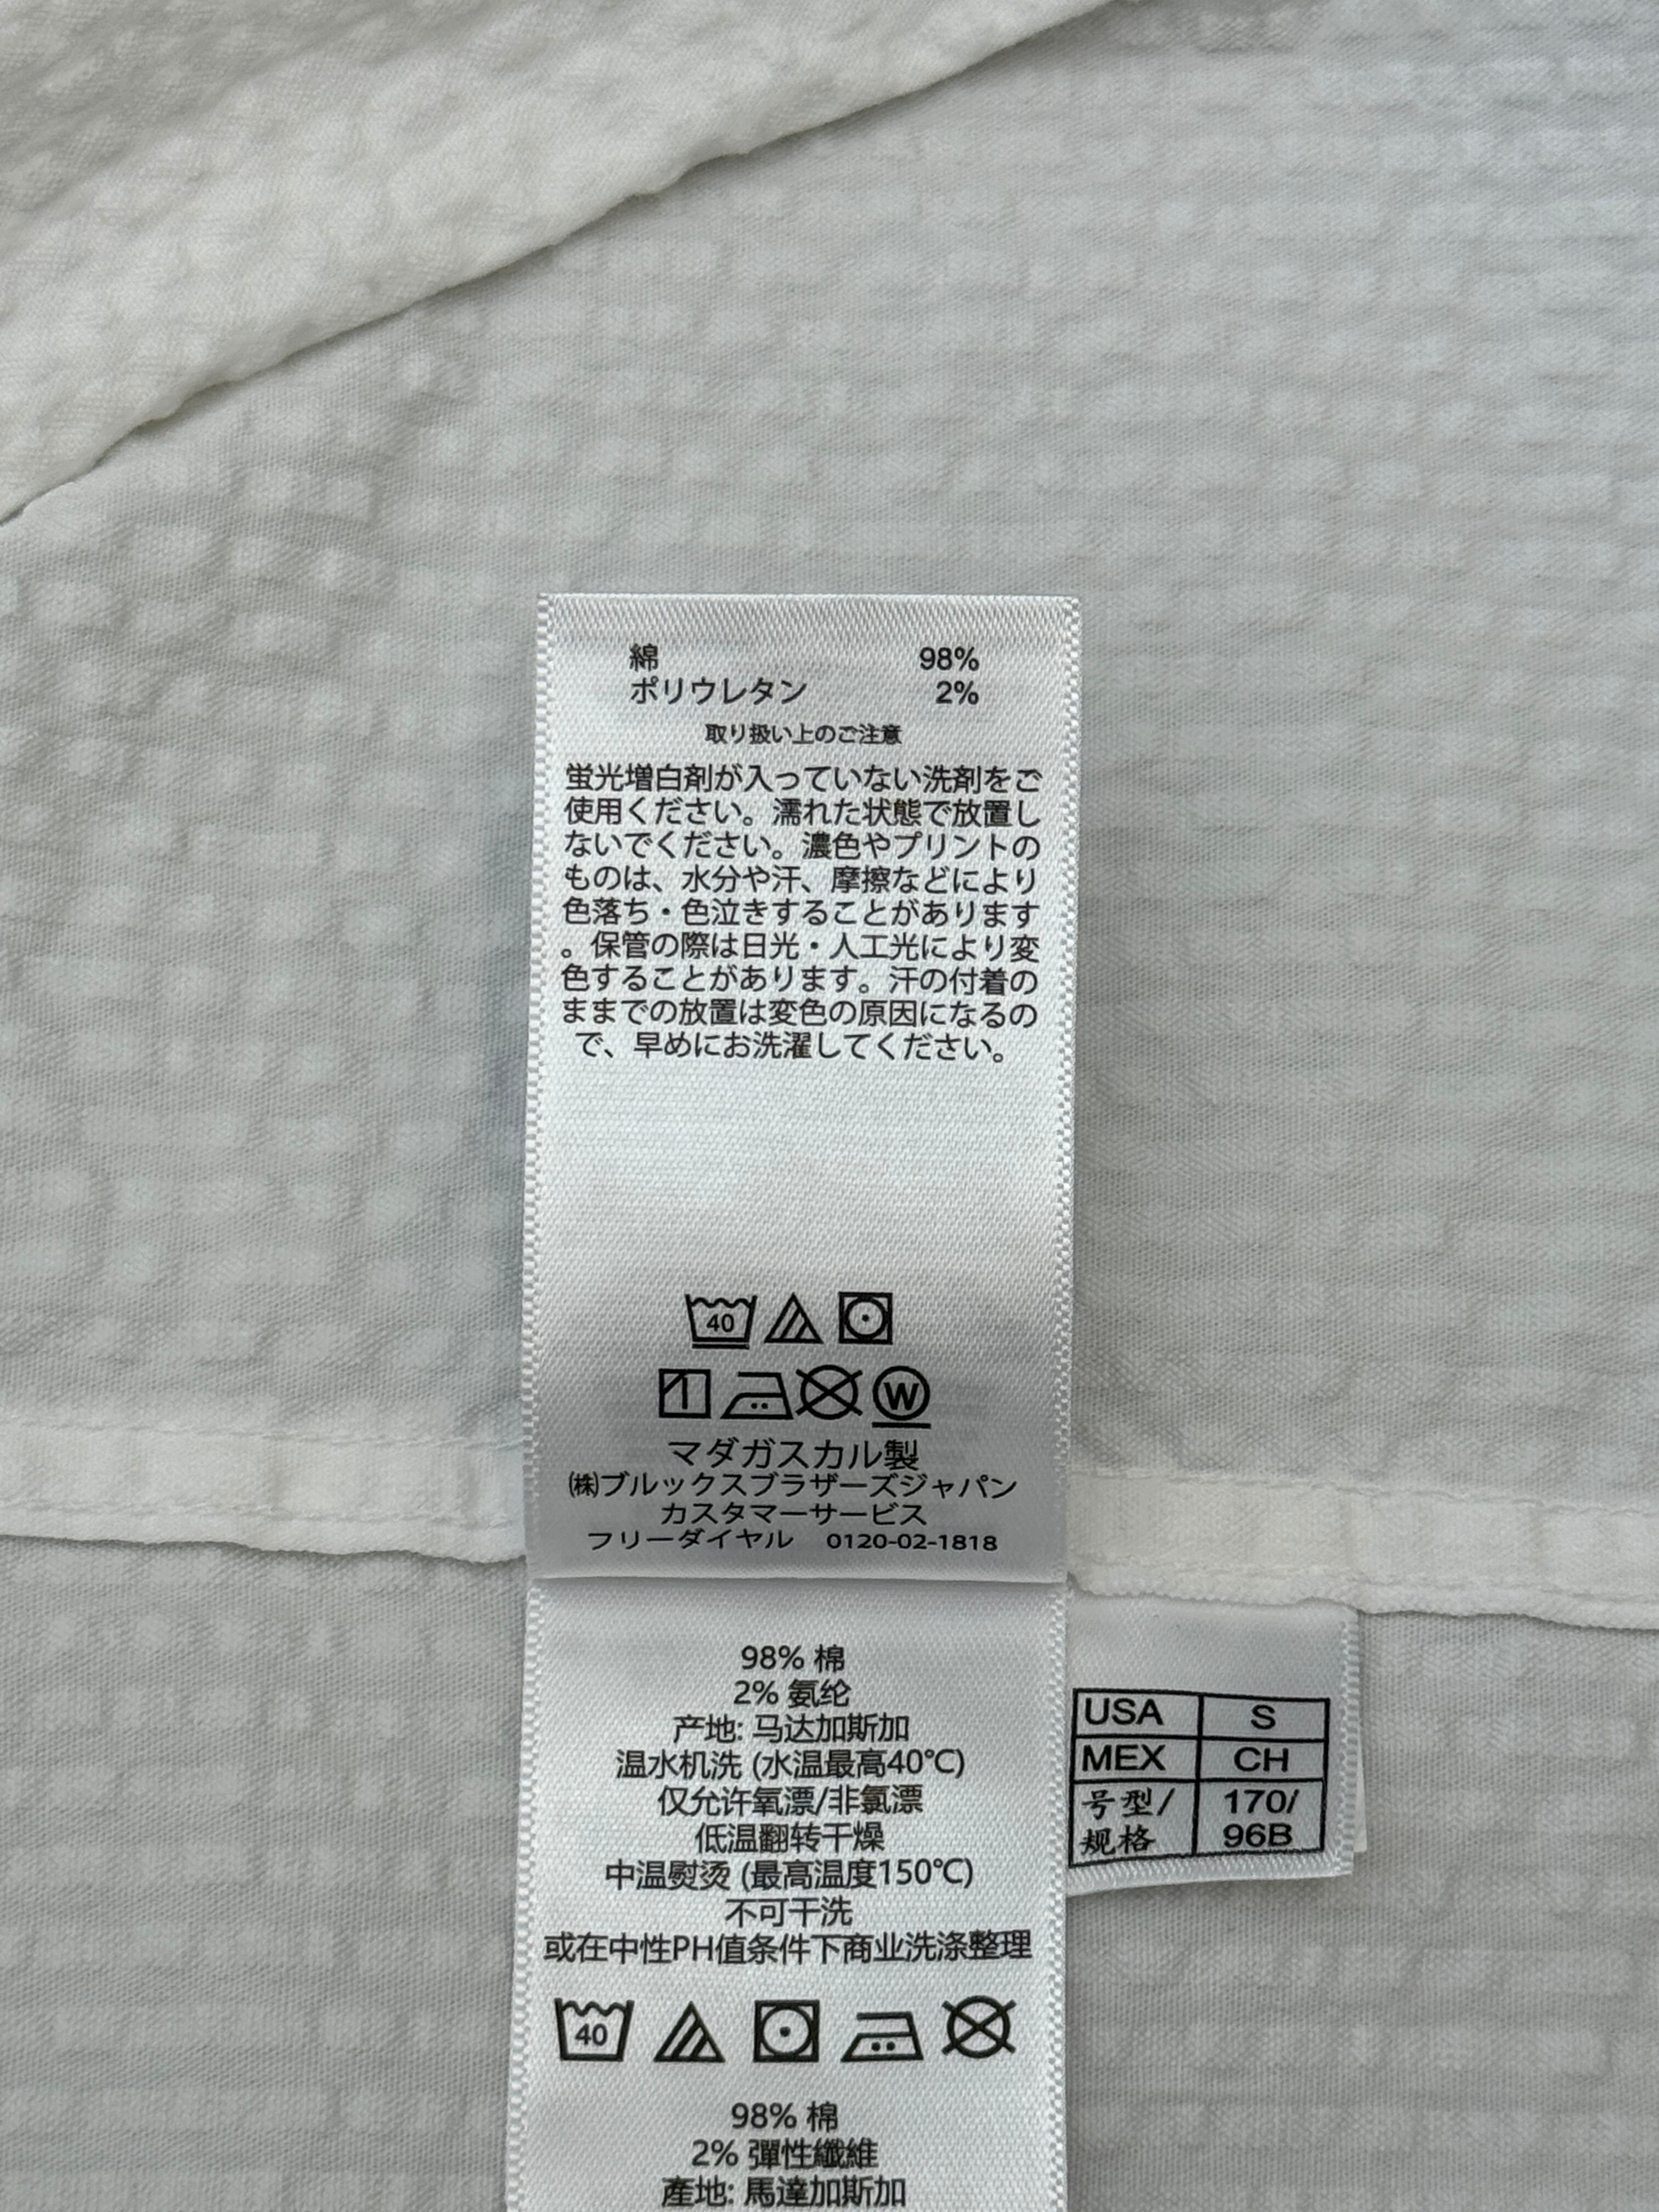 綿 98%
ポリウレタン 2%
取り扱い上のご注意
蛍光増白剤が入っていない洗剤をご
使用ください。濡れた状態で放置し
ないでください。濃色やプリントの
ものは、水分や汗、摩擦などにより
色落ち・色泣きすることがあります
。保管の際は日光・人工光により変
色することがあります。汗の付着の
ままでの放置は変色の原因になるの
で、早めにお洗濯してください。
40
W
マダガスカル製
㈱ブルックスブラザーズジャパン
カスタマーサービス
フリーダイヤル 0120-02-1818
98% 棉
2% 氨纶
产地: 马达加斯加
温水机洗 (水温最高40℃)
仅允许氧漂/非氯漂
低温翻转干燥
中温熨烫 (最高温度150℃)
不可干洗
或在中性PH值条件下商业洗涤整理
40
98% 棉
2% 彈性纖維
產地: 馬達加斯加
USA S
MEX CH
号型/ 170/
规格 96B